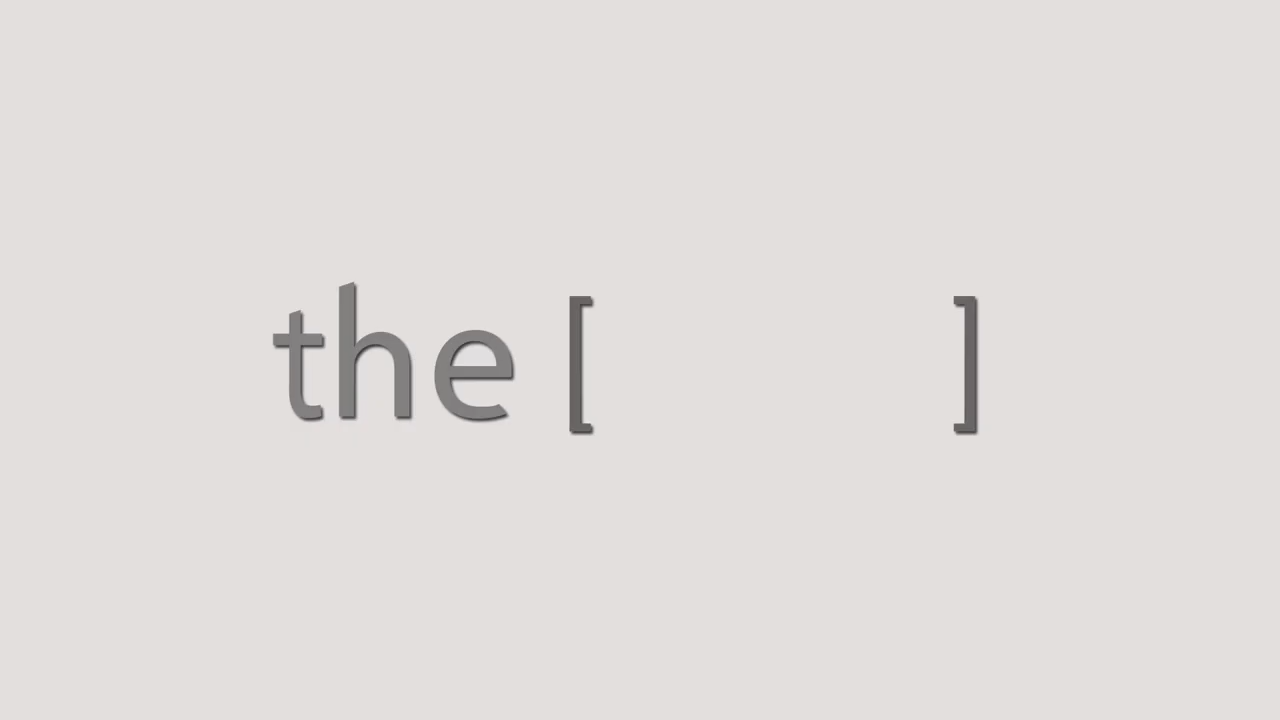 the [ ]